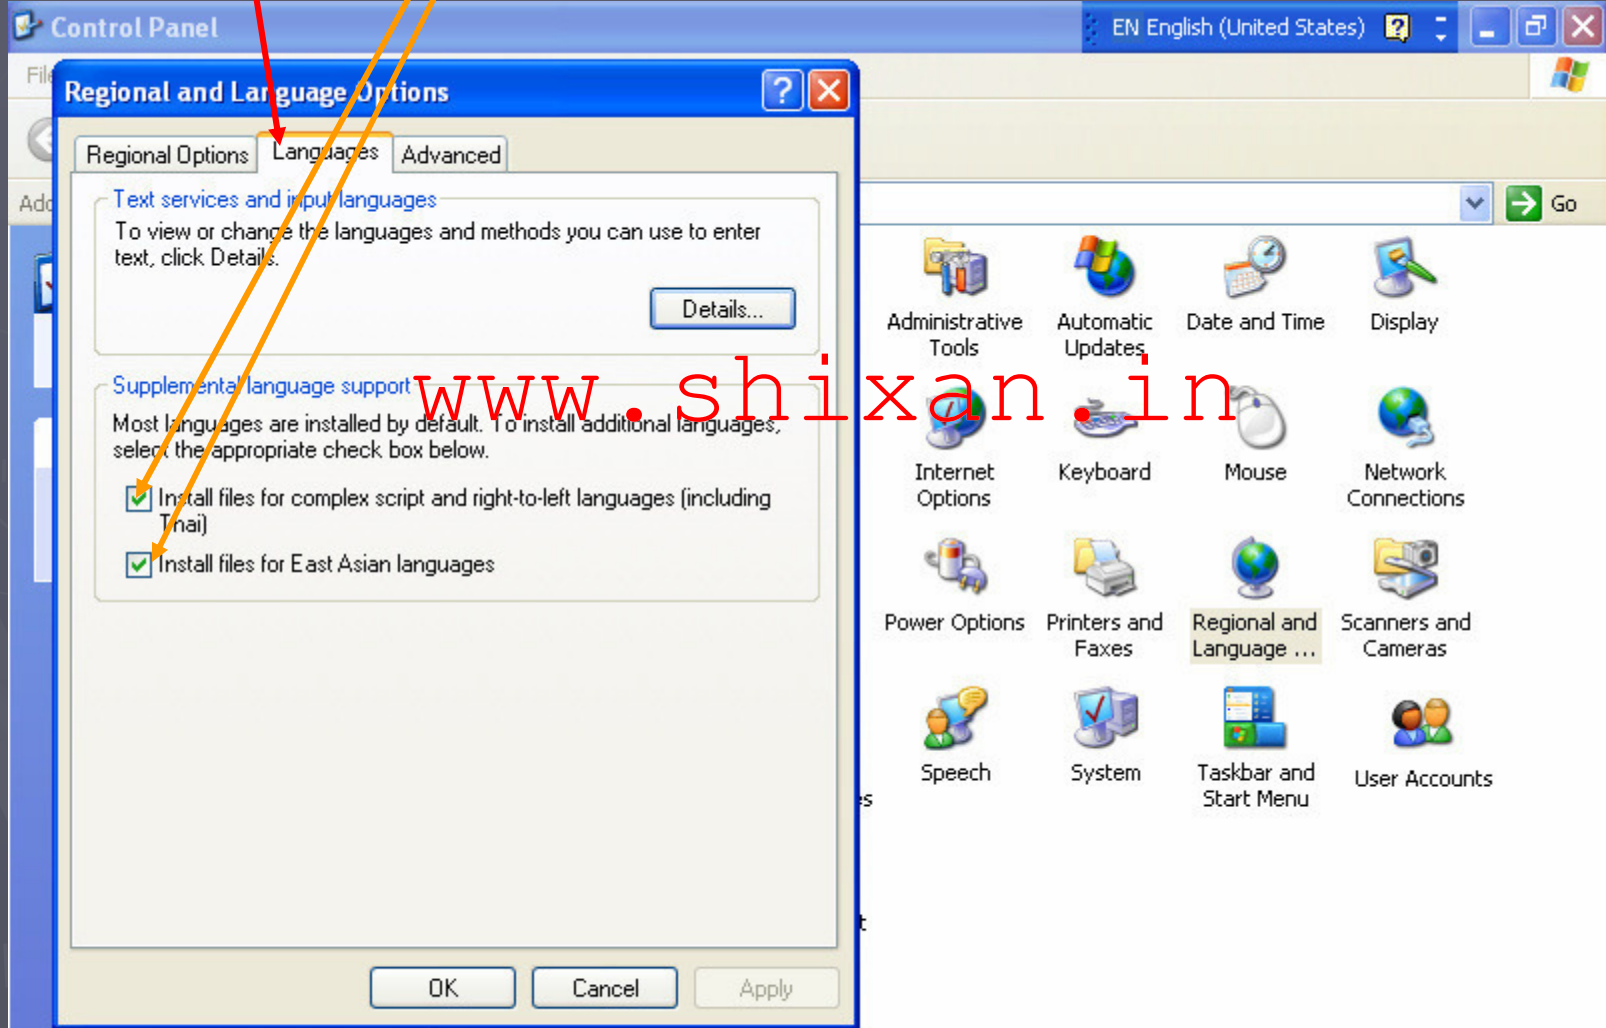 Control Panel
EN English (United States)
Regional and Language Options
Regional Options
Languages
Advanced
Go
Text services and input languages
To view or change the languages and methods you can use to enter
text, click Details.
Details...
Supplemental language support
Most languages are installed by default. To install additional languages,
select the appropriate check box below.
Install files for complex script and right-to-left languages (including
Thai)
Install files for East Asian languages
OK
Cancel
Apply
www.shixan.in
Administrative
Tools
Automatic
Updates
Date and Time
Display
Internet
Options
Keyboard
Mouse
Network
Connections
Power Options
Printers and
Faxes
Regional and
Language ...
Scanners and
Cameras
Speech
System
Taskbar and
Start Menu
User Accounts